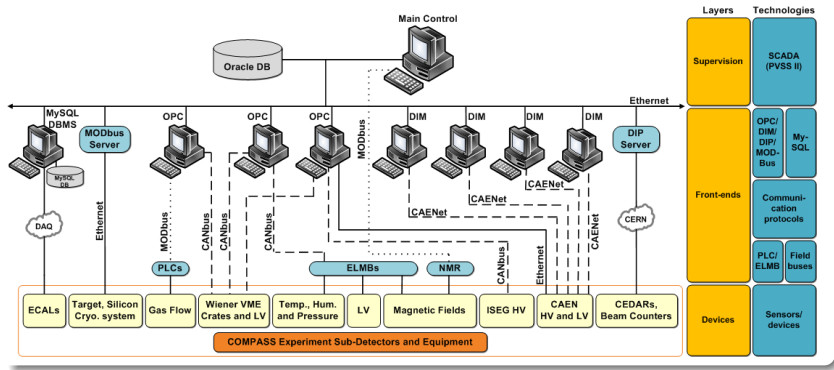 Main Control
Oracle DB
Ethernet
MySQL
DBMS
MySQL
DB
MODbus
Server
OPC
OPC
OPC
MODbus
DIM
DIM
DIM
DIM
DIP
Server
CAENet
CAENet
CAENet
CAENet
DAQ
Ethernet
MODbus
CANbus
CANbus
CANbus
CANbus
Ethernet
CERN
PLCs
ELMBs
NMR
ECALs
Target, Silicon
Cryo. system
Gas Flow
Wiener VME
Crates and LV
Temp., Hum.
and Pressure
LV
Magnetic Fields
ISEG HV
CAEN
HV and LV
CEDARs,
Beam Counters
COMPASS Experiment Sub-Detectors and Equipment
Layers
Supervision
Front-ends
Devices
Technologies
SCADA
(PVSS II)
OPC/
DIM/
DIP/
MOD-
Bus
My-
SQL
Communi-
cation
protocols
PLC/
ELMB
Field
buses
Sensors/
devices